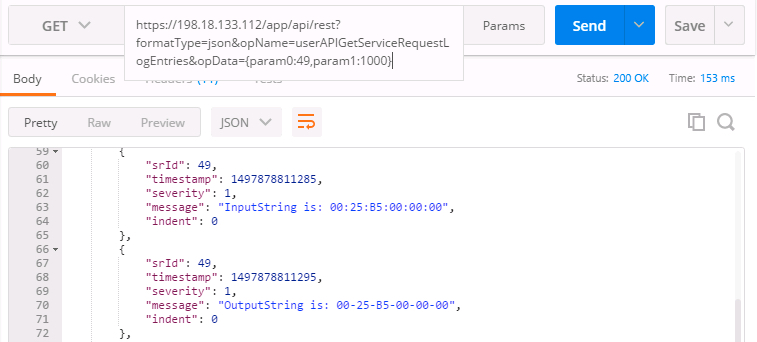 GET
https://198.18.133.112/app/api/rest?
formatType=json&opName=userAPIGetServiceRequestL
ogEntries&opData={param0:49,param1:1000}
Params
Send
Save
Body
Cookies
Status: 200 OK
Time: 153 ms
Pretty
Raw
Preview
JSON
59 {
60 "srId": 49,
61 "timestamp": 1497878811285,
62 "severity": 1,
63 "message": "InputString is: 00:25:B5:00:00:00",
64 "indent": 0
65 },
66 {
67 "srId": 49,
68 "timestamp": 1497878811295,
69 "severity": 1,
70 "message": "OutputString is: 00-25-B5-00-00-00",
71 "indent": 0
72 },